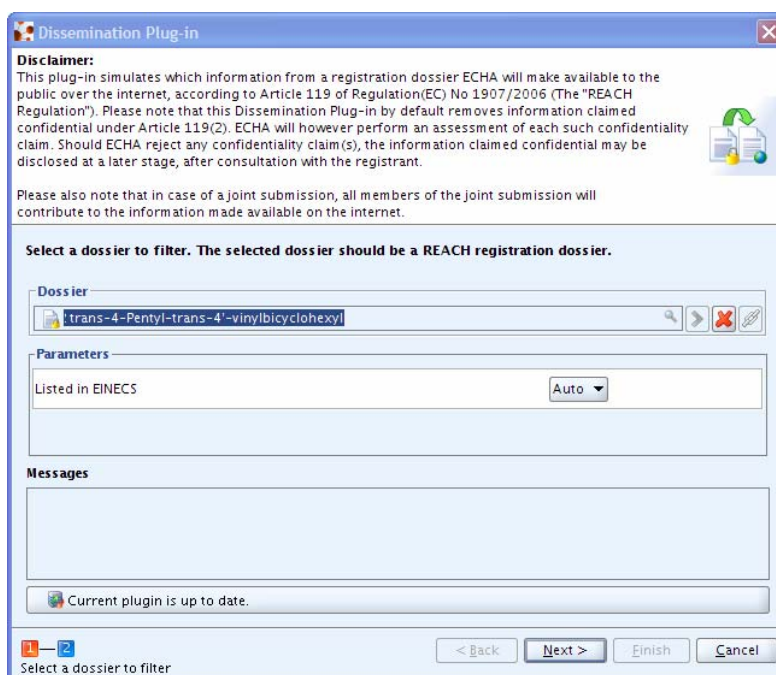 Dissemination Plug-in
Disclaimer:
This plug-in simulates which information from a registration dossier ECHA will make available to the
public over the internet, according to Article 119 of Regulation(EC) No 1907/2006 (The "REACH
Regulation"). Please note that this Dissemination Plug-in by default removes information claimed
confidential under Article 119(2). ECHA will however perform an assessment of each such confidentiality
claim. Should ECHA reject any confidentiality claim(s), the information claimed confidential may be
disclosed at a later stage, after consultation with the registrant.
Please also note that in case of a joint submission, all members of the joint submission will
contribute to the information made available on the internet.
Select a dossier to filter. The selected dossier should be a REACH registration dossier.
Dossier
trans-4-Pentyl-trans-4'-vinylbicyclohexyl
Parameters
Listed in EINECS Auto
Messages
Current plugin is up to date.
1 2
< Back Next > Finish Cancel
Select a dossier to filter